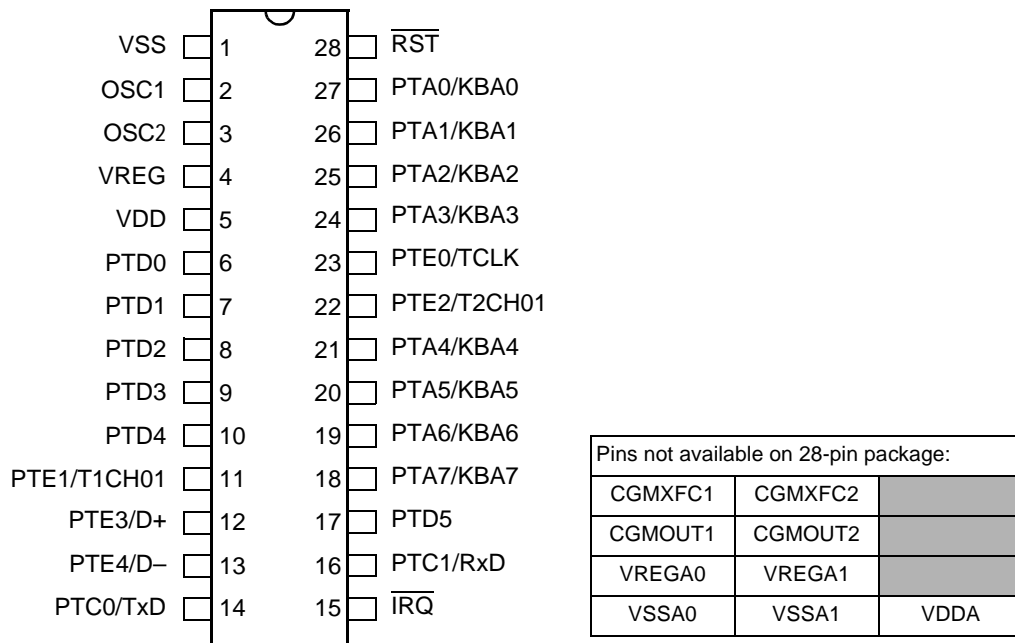 VSS 1 28 RST
OSC1 2 27 PTA0/KBA0
OSC2 3 26 PTA1/KBA1
VREG 4 25 PTA2/KBA2
VDD 5 24 PTA3/KBA3
PTD0 6 23 PTE0/TCLK
PTD1 7 22 PTE2/T2CH01
PTD2 8 21 PTA4/KBA4
PTD3 9 20 PTA5/KBA5
PTD4 10 19 PTA6/KBA6
PTE1/T1CH01 11 18 PTA7/KBA7
PTE3/D+ 12 17 PTD5
PTE4/D– 13 16 PTC1/RxD
PTC0/TxD 14 15 IRQ
Pins not available on 28-pin package:
CGMXFC1 CGMXFC2
CGMOUT1 CGMOUT2
VREGA0 VREGA1
VSSA0 VSSA1 VDDA